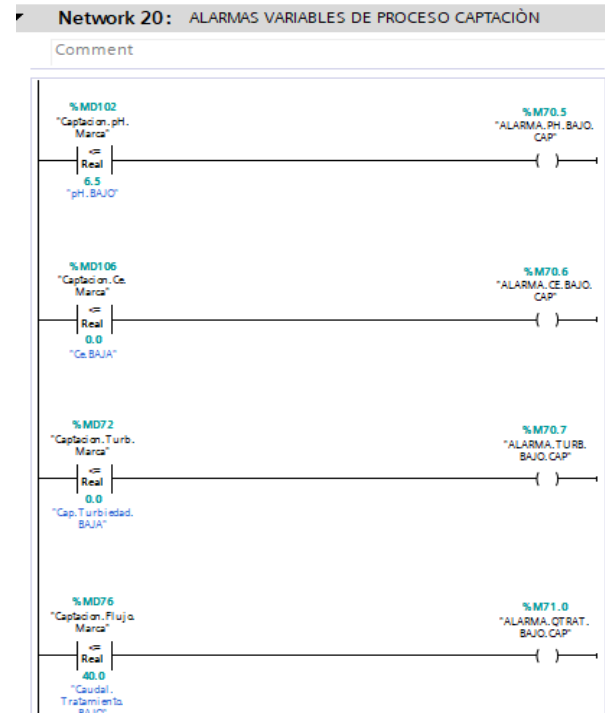 Network 20: ALARMAS VARIABLES DE PROCESO CAPTACIÒN
Comment
%MD102
"Captacion.pH.
Marca"
<=
Real
6.5
"pH.BAJO"
%M70.5
"ALARMA.PH.BAJO.
CAP"
%MD106
"Captacion.Ce.
Marca"
<=
Real
0.0
"Ce.BAJA"
%M70.6
"ALARMA.CE.BAJO.
CAP"
%MD72
"Captacion.Turb.
Marca"
<=
Real
0.0
"Cap.Turbiedad.
BAJA"
%M70.7
"ALARMA.TURB.
BAJO.CAP"
%MD76
"Captacion.Flujo.
Marca"
<=
Real
40.0
"Caudal.
Tratamiento.
BAJO"
%M71.0
"ALARMA.QTRAT.
BAJO.CAP"